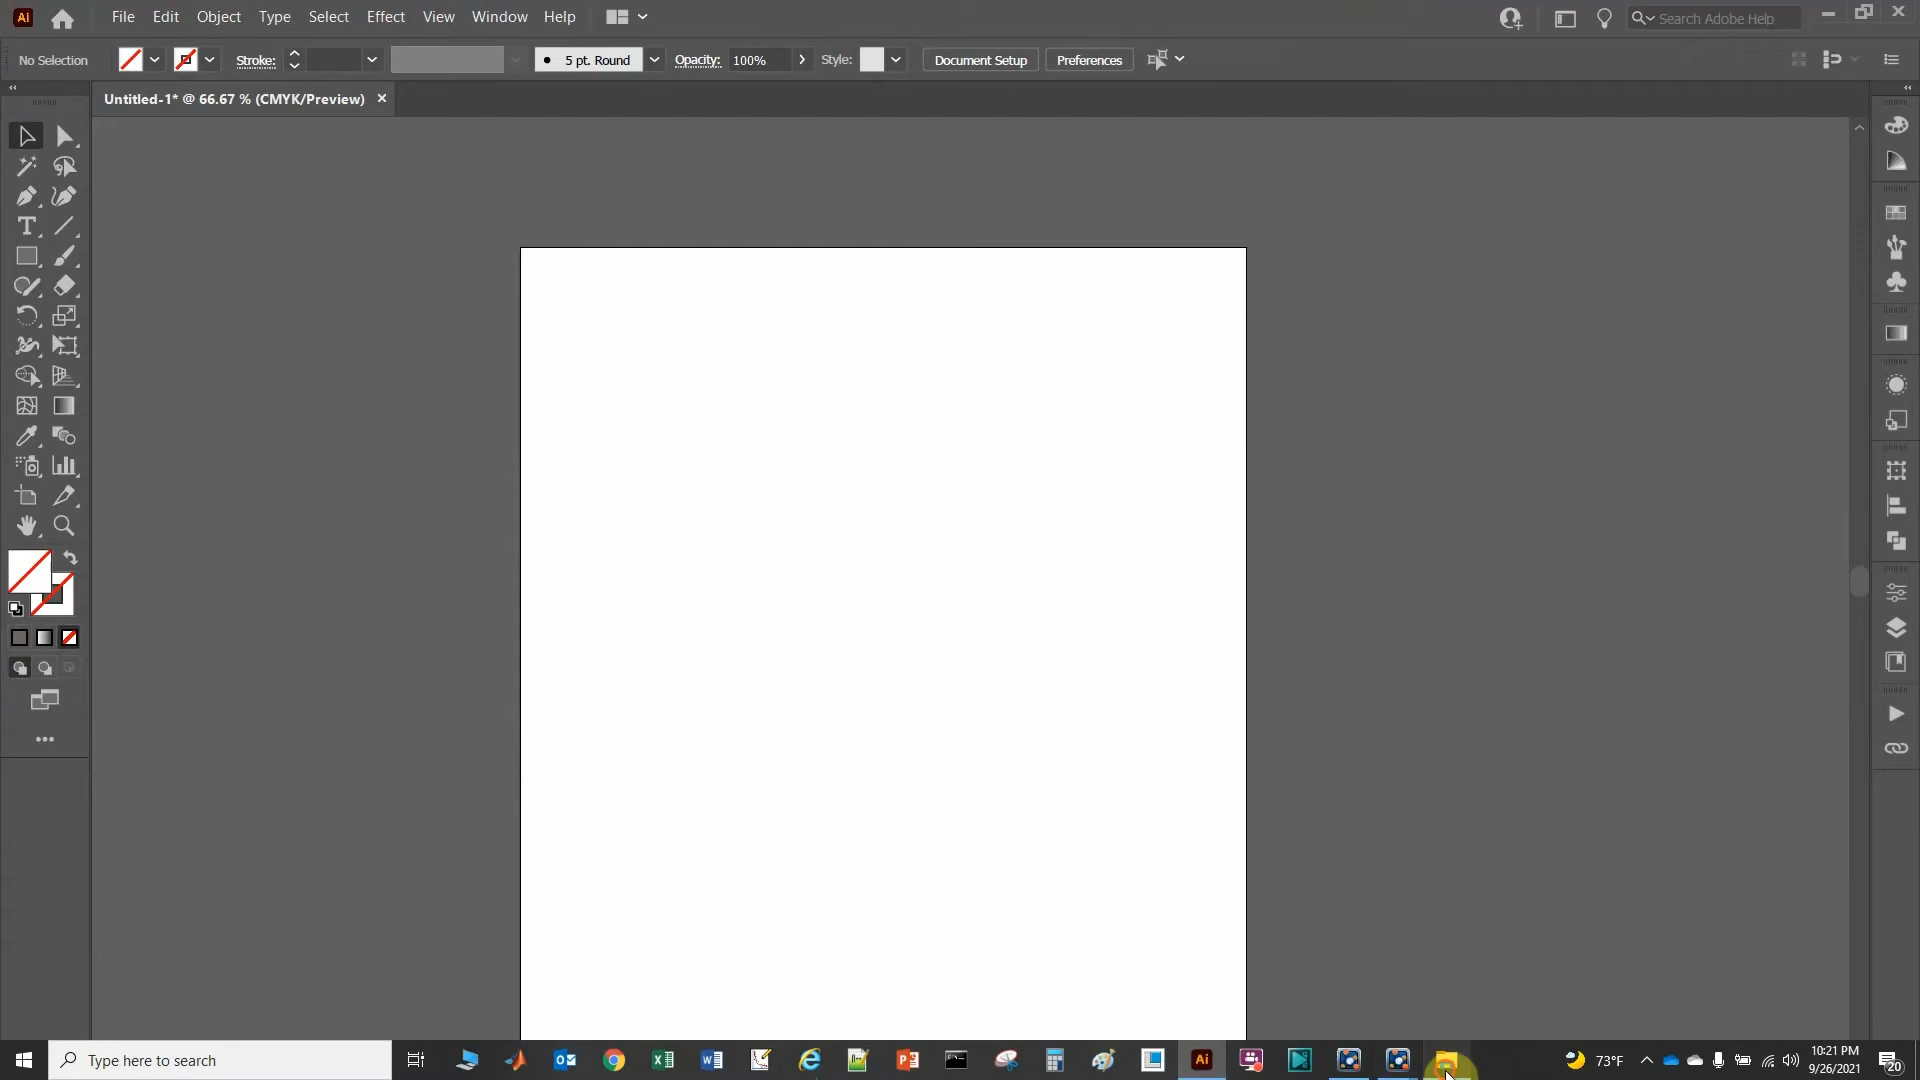 Ai File Edit Object Type Select Effect View Window Help Search Adobe Help
No Selection Stroke: 5 pt. Round Opacity: 100% Style: Document Setup Preferences
Untitled-1* @ 66.67 % (CMYK/Preview)
Type here to search Ai 73°F 10:21 PM
9/26/2021 20